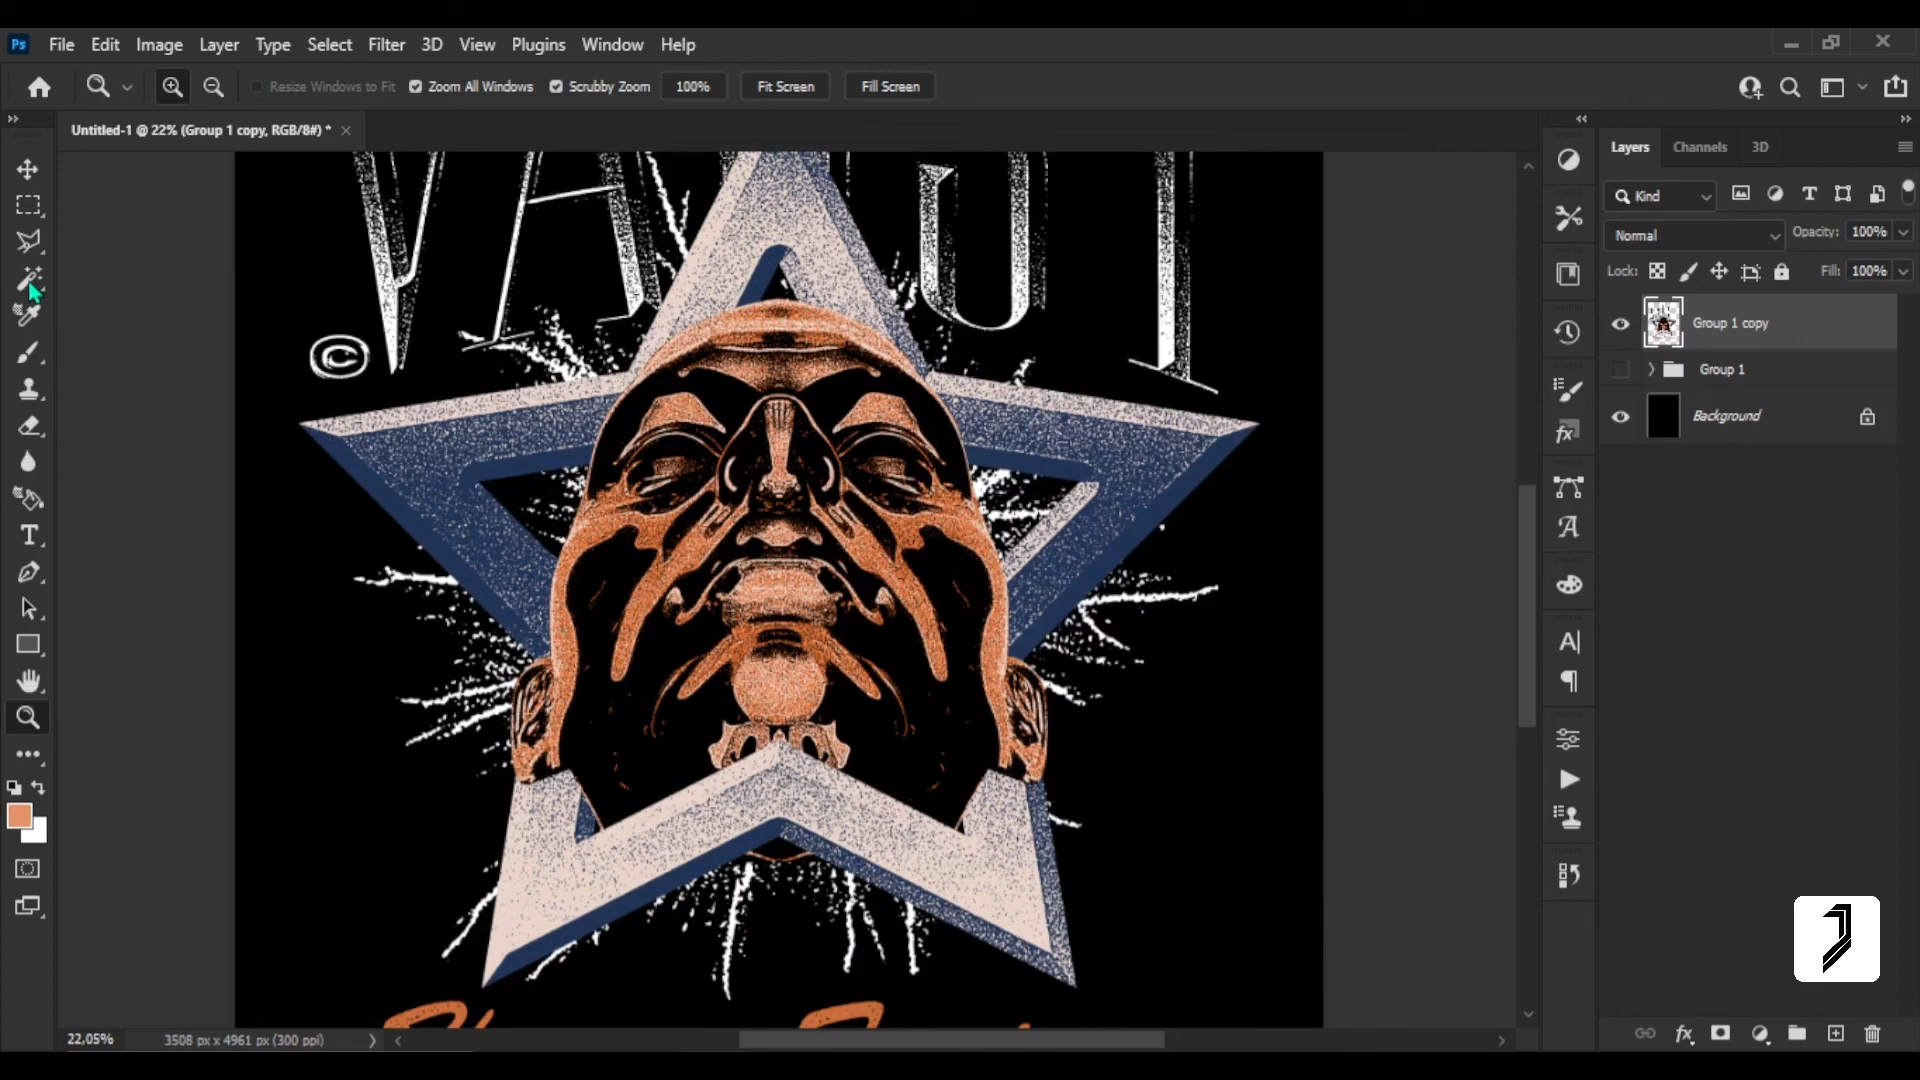 Ps File Edit Image Layer Type Select Filter 3D View Plugins Window Help
Resize Windows to Fit Zoom All Windows Scrubby Zoom 100% Fit Screen Fill Screen
Untitled-1 @ 22% (Group 1 copy, RGB/8#) *
©
22,05% 3508 px x 4961 px (300 ppi)
Layers Channels 3D
Kind
Normal Opacity: 100%
Lock: Fill: 100%
Group 1 copy
Group 1
Background